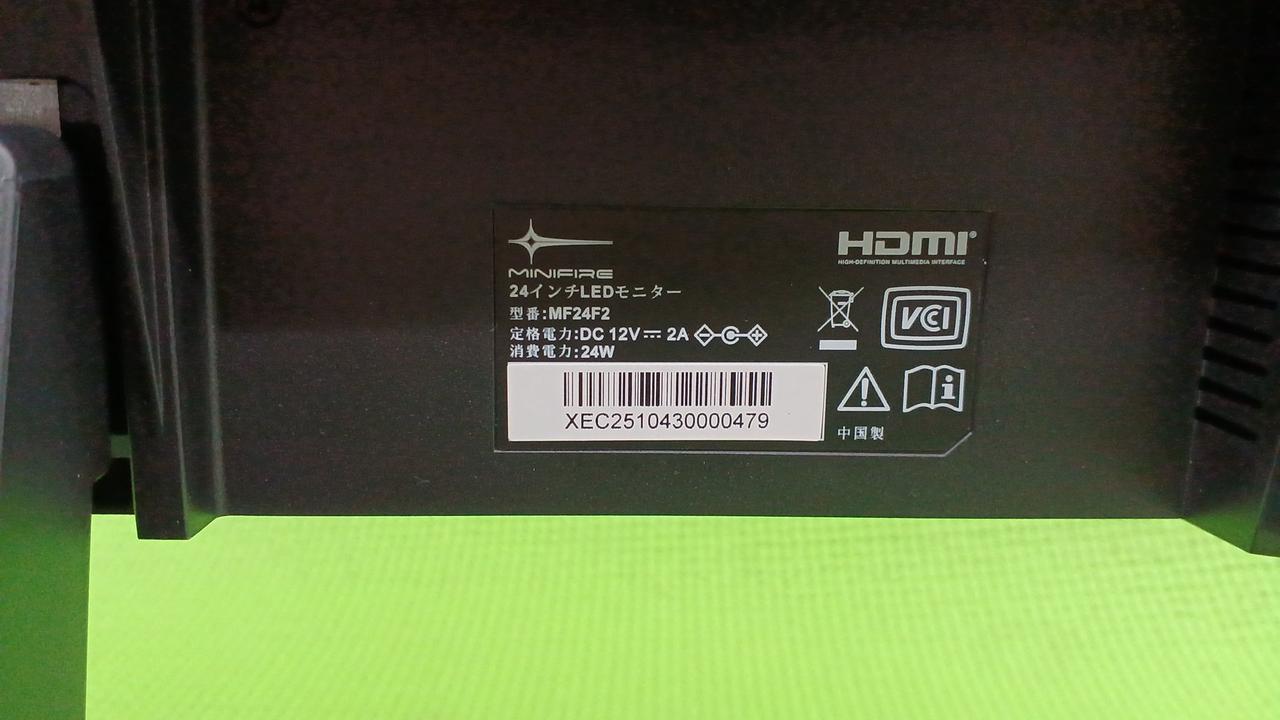 MINIFIRE
24インチLEDモニター
型番:MF24F2
定格電力:DC 12V 2A
消費電力:24W
XEC2510430000479
HDMI®
HIGH-DEFINITION MULTIMEDIA INTERFACE
VCCI
中国製